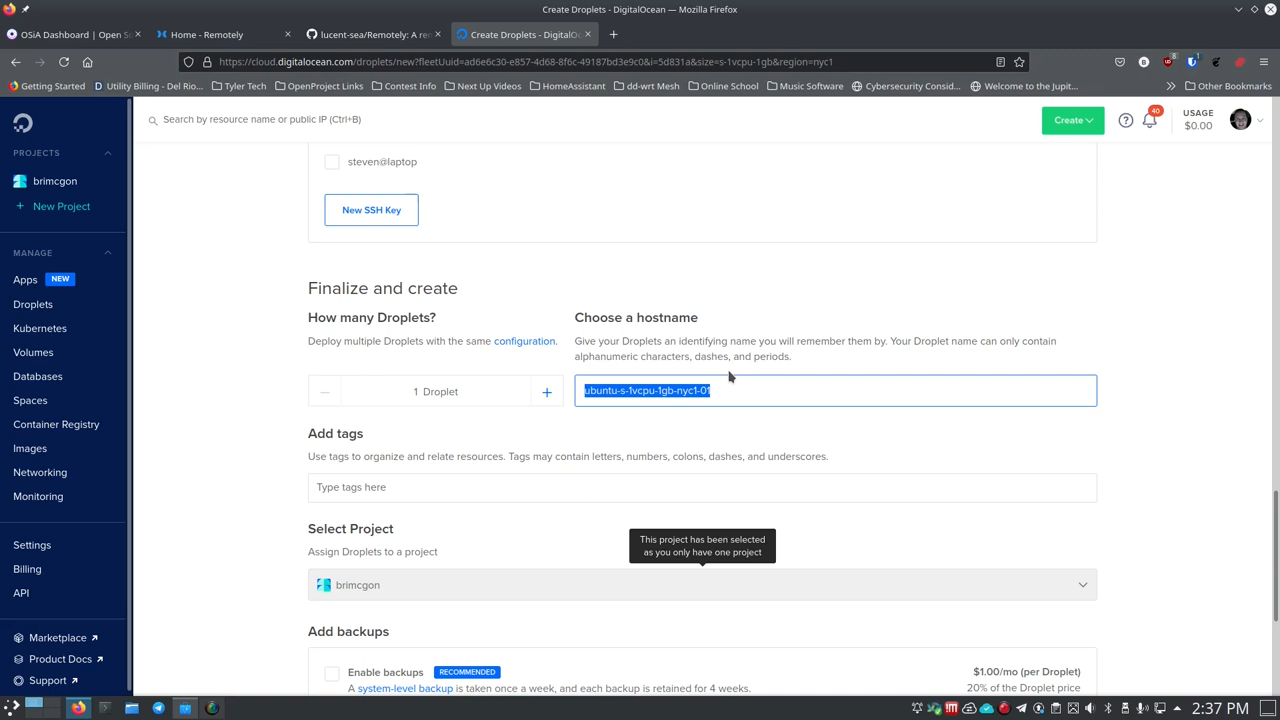 Create Droplets - DigitalOcean — Mozilla Firefox
OSiA Dashboard | Open Sc
Home - Remotely
lucent-sea/Remotely: A rem
Create Droplets - DigitalOc
https://cloud.digitalocean.com/droplets/new?fleetUuid=ad6e6c30-e857-4d68-8f6c-49187bd3e9c0&i=5d831a&size=s-1vcpu-1gb&region=nyc1
Getting Started
Utility Billing - Del Rio...
Tyler Tech
OpenProject Links
Contest Info
Next Up Videos
HomeAssistant
dd-wrt Mesh
Online School
Music Software
Cybersecurity Consid...
Welcome to the Jupit...
Other Bookmarks
Search by resource name or public IP (Ctrl+B)
Create
40
USAGE
$0.00
PROJECTS
brimcgon
+ New Project
MANAGE
Apps NEW
Droplets
Kubernetes
Volumes
Databases
Spaces
Container Registry
Images
Networking
Monitoring
Settings
Billing
API
Marketplace
Product Docs
Support
steven@laptop
New SSH Key
Finalize and create
How many Droplets?
Deploy multiple Droplets with the same configuration.
1 Droplet
Choose a hostname
Give your Droplets an identifying name you will remember them by. Your Droplet name can only contain
alphanumeric characters, dashes, and periods.
ubuntu-s-1vcpu-1gb-nyc1-01
Add tags
Use tags to organize and relate resources. Tags may contain letters, numbers, colons, dashes, and underscores.
Type tags here
Select Project
Assign Droplets to a project
This project has been selected
as you only have one project
brimcgon
Add backups
Enable backups RECOMMENDED
$1.00/mo (per Droplet)
A system-level backup is taken once a week, and each backup is retained for 4 weeks.
20% of the Droplet price
2:37 PM